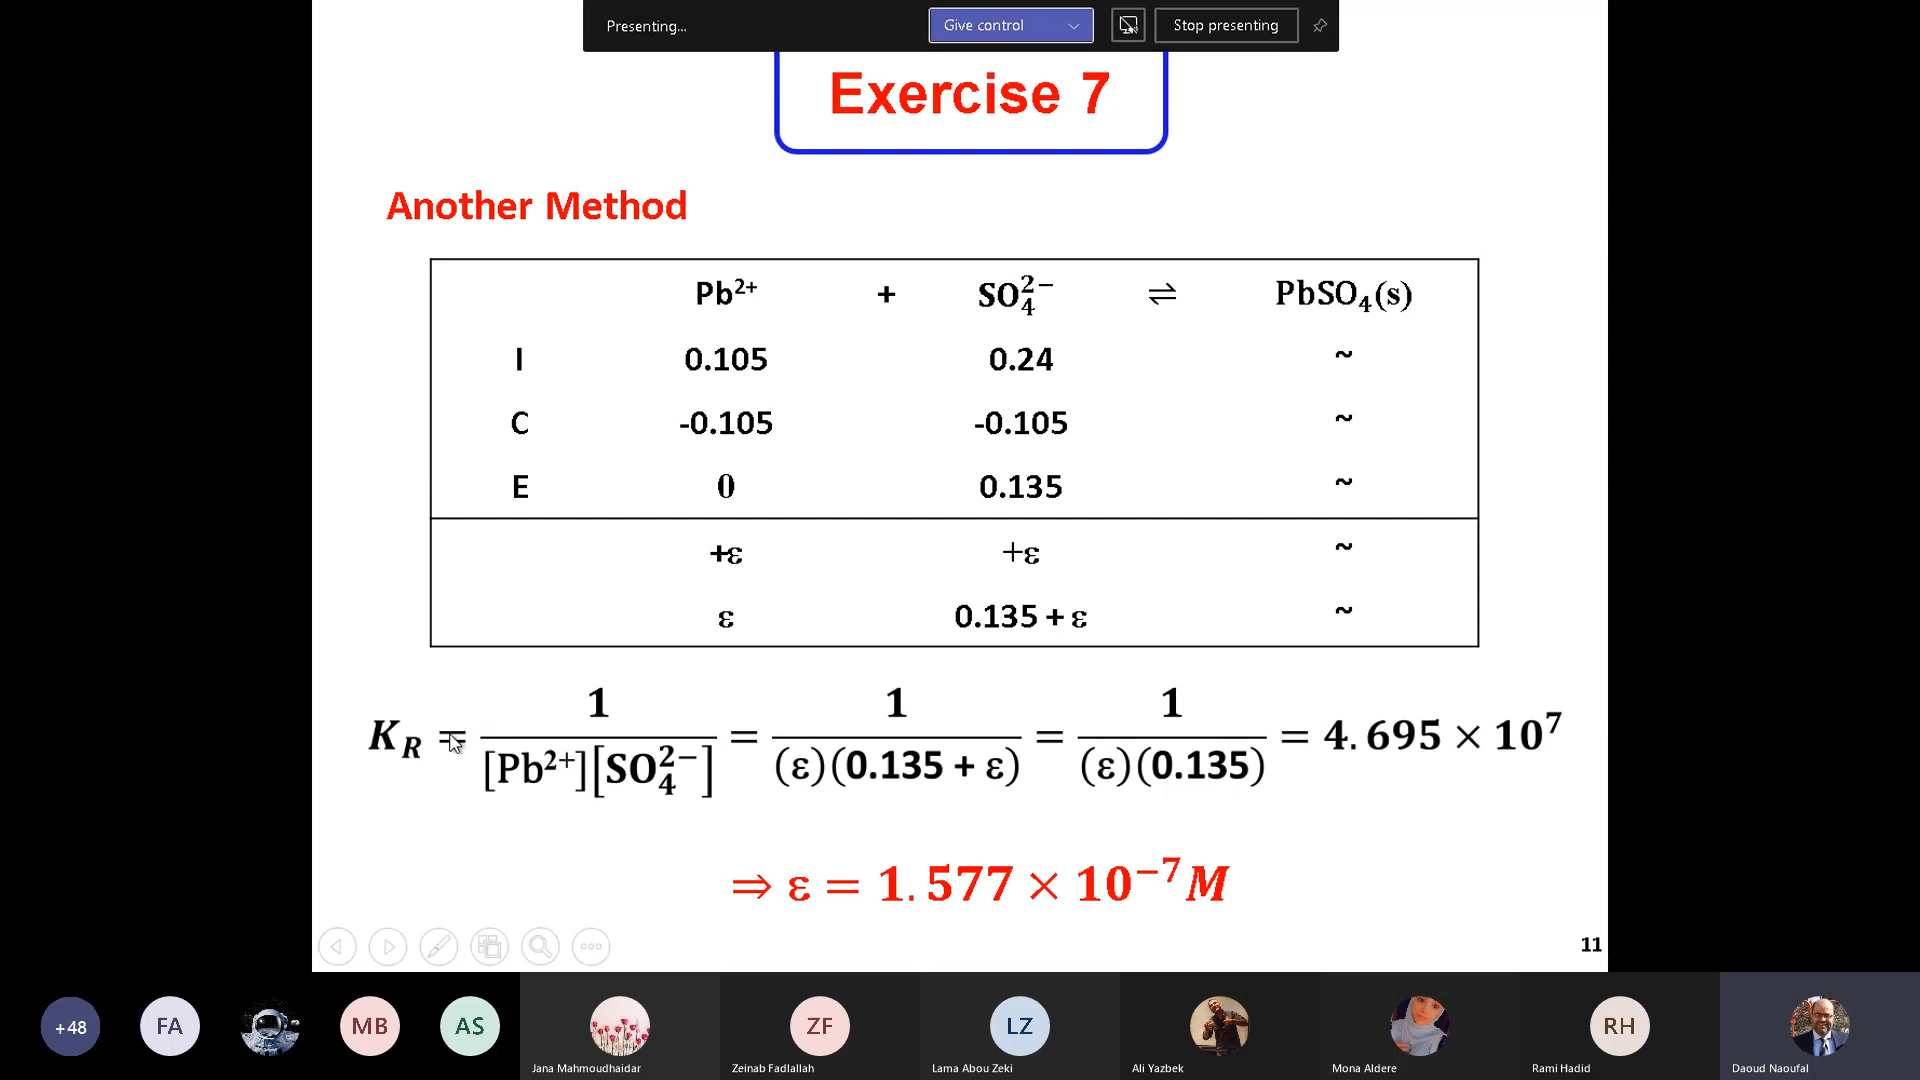 Presenting...
Give control
Stop presenting
Exercise 7
Another Method
Pb²⁺ + SO₄²⁻ ⇌ PbSO₄(s)
I 0.105 0.24 ~
C -0.105 -0.105 ~
E 0 0.135 ~
+ε +ε ~
ε 0.135 + ε ~
K_R = 1 / [Pb²⁺][SO₄²⁻] = 1 / (ε)(0.135 + ε) = 1 / (ε)(0.135) = 4.695 × 10⁷
⇒ ε = 1.577 × 10⁻⁷ M
11
+48 FA MB AS ZF LZ RH
Jana Mahmoudhaidar Zeinab Fadlallah Lama Abou Zeki Ali Yazbek Mona Aldere Rami Hadid Daoud Naoufal